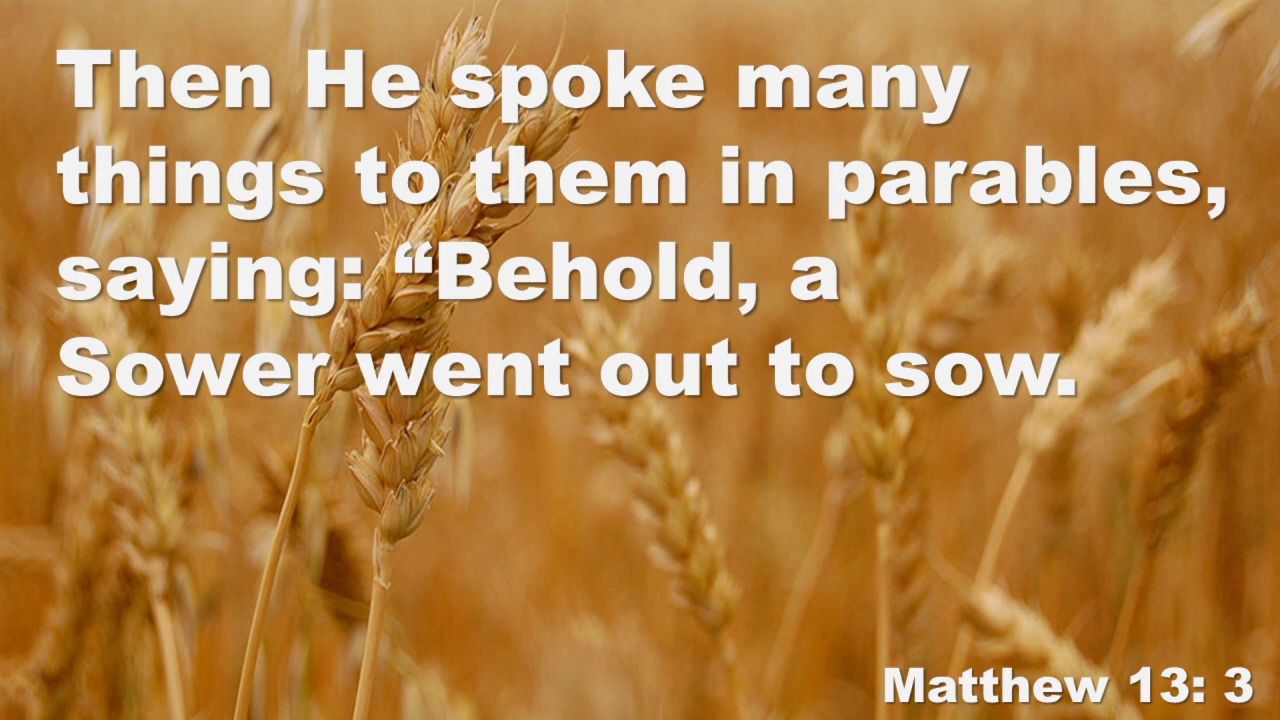 Then He spoke many
things to them in parables,
saying: “Behold, a
Sower went out to sow.
Matthew 13: 3